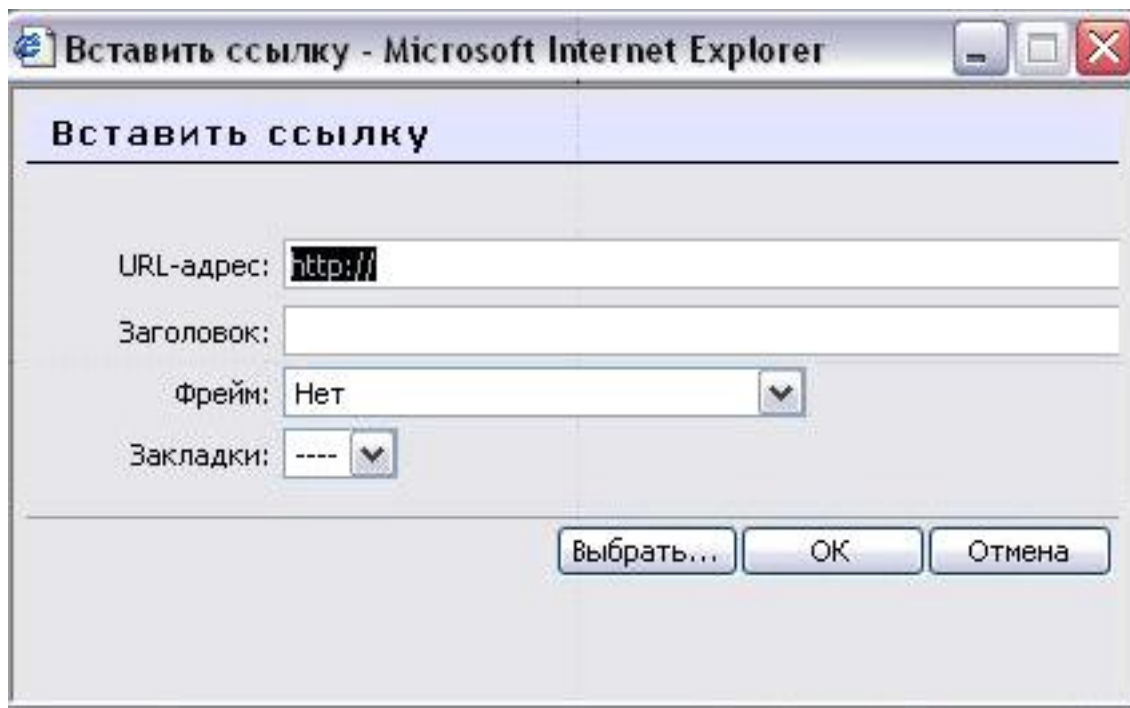 Вставить ссылку - Microsoft Internet Explorer
Вставить ссылку
URL-адрес: http://
Заголовок:
Фрейм: Нет
Закладки: ----
Выбрать... OK Отмена